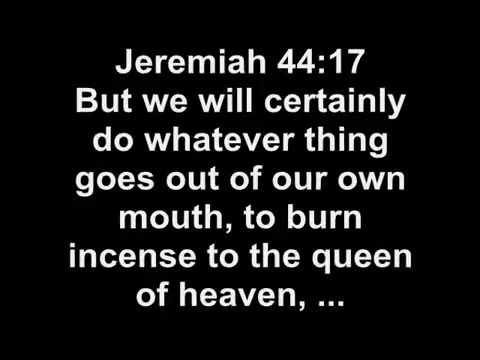 Jeremiah 44:17
But we will certainly
do whatever thing
goes out of our own
mouth, to burn
incense to the queen
of heaven, ...